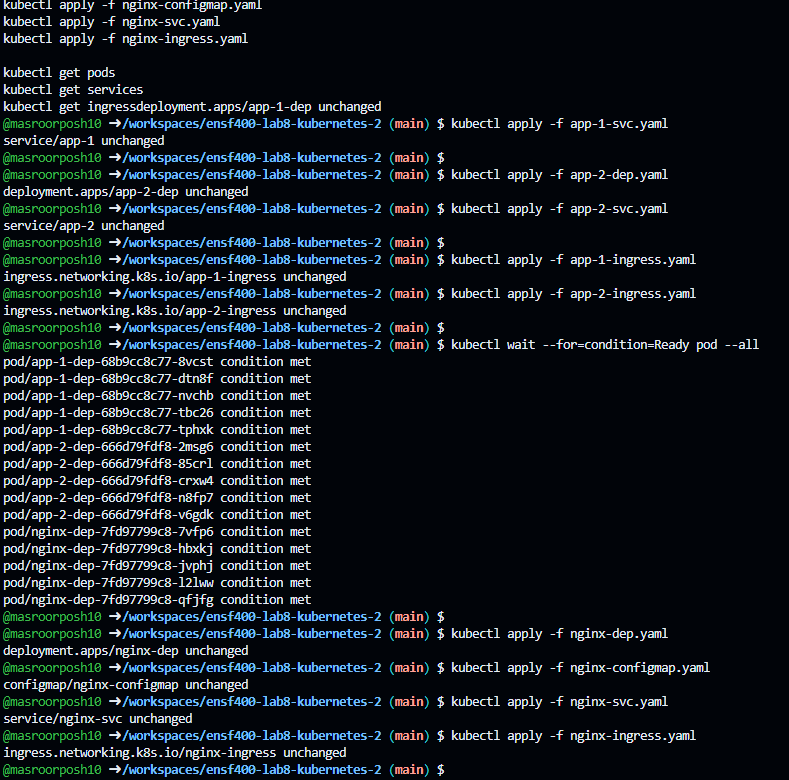 kubectl apply -f nginx-configmap.yaml
kubectl apply -f nginx-svc.yaml
kubectl apply -f nginx-ingress.yaml
kubectl get pods
kubectl get services
kubectl get ingressdeployment.apps/app-1-dep unchanged
@masroorposh10 ➜/workspaces/ensf400-lab8-kubernetes-2 (main) $ kubectl apply -f app-1-svc.yaml
service/app-1 unchanged
@masroorposh10 ➜/workspaces/ensf400-lab8-kubernetes-2 (main) $
@masroorposh10 ➜/workspaces/ensf400-lab8-kubernetes-2 (main) $ kubectl apply -f app-2-dep.yaml
deployment.apps/app-2-dep unchanged
@masroorposh10 ➜/workspaces/ensf400-lab8-kubernetes-2 (main) $ kubectl apply -f app-2-svc.yaml
service/app-2 unchanged
@masroorposh10 ➜/workspaces/ensf400-lab8-kubernetes-2 (main) $
@masroorposh10 ➜/workspaces/ensf400-lab8-kubernetes-2 (main) $ kubectl apply -f app-1-ingress.yaml
ingress.networking.k8s.io/app-1-ingress unchanged
@masroorposh10 ➜/workspaces/ensf400-lab8-kubernetes-2 (main) $ kubectl apply -f app-2-ingress.yaml
ingress.networking.k8s.io/app-2-ingress unchanged
@masroorposh10 ➜/workspaces/ensf400-lab8-kubernetes-2 (main) $
@masroorposh10 ➜/workspaces/ensf400-lab8-kubernetes-2 (main) $ kubectl wait --for=condition=Ready pod --all
pod/app-1-dep-68b9cc8c77-8vcst condition met
pod/app-1-dep-68b9cc8c77-dtn8f condition met
pod/app-1-dep-68b9cc8c77-nvchb condition met
pod/app-1-dep-68b9cc8c77-tbc26 condition met
pod/app-1-dep-68b9cc8c77-tphxk condition met
pod/app-2-dep-666d79fdf8-2msg6 condition met
pod/app-2-dep-666d79fdf8-85crl condition met
pod/app-2-dep-666d79fdf8-crxw4 condition met
pod/app-2-dep-666d79fdf8-n8fp7 condition met
pod/app-2-dep-666d79fdf8-v6gdk condition met
pod/nginx-dep-7fd97799c8-7vfp6 condition met
pod/nginx-dep-7fd97799c8-hbxkj condition met
pod/nginx-dep-7fd97799c8-jvphj condition met
pod/nginx-dep-7fd97799c8-l2lww condition met
pod/nginx-dep-7fd97799c8-qfjfg condition met
@masroorposh10 ➜/workspaces/ensf400-lab8-kubernetes-2 (main) $
@masroorposh10 ➜/workspaces/ensf400-lab8-kubernetes-2 (main) $ kubectl apply -f nginx-dep.yaml
deployment.apps/nginx-dep unchanged
@masroorposh10 ➜/workspaces/ensf400-lab8-kubernetes-2 (main) $ kubectl apply -f nginx-configmap.yaml
configmap/nginx-configmap unchanged
@masroorposh10 ➜/workspaces/ensf400-lab8-kubernetes-2 (main) $ kubectl apply -f nginx-svc.yaml
service/nginx-svc unchanged
@masroorposh10 ➜/workspaces/ensf400-lab8-kubernetes-2 (main) $ kubectl apply -f nginx-ingress.yaml
ingress.networking.k8s.io/nginx-ingress unchanged
@masroorposh10 ➜/workspaces/ensf400-lab8-kubernetes-2 (main) $